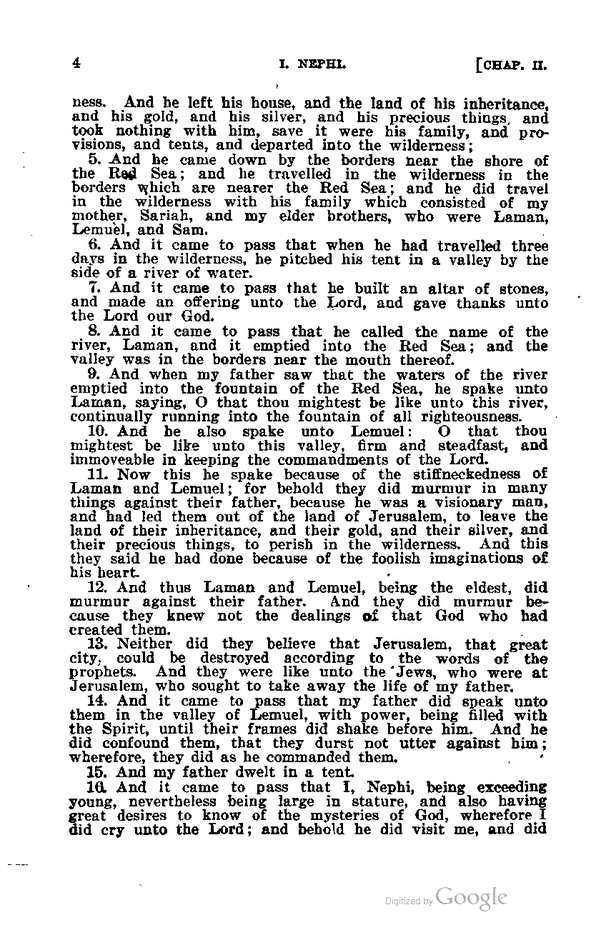 4 I. NEPHI. [CHAP. II.
ness. And he left his house, and the land of his inheritance,
and his gold, and his silver, and his precious things, and
took nothing with him, save it were his family, and pro-
visions, and tents, and departed into the wilderness;
5. And he came down by the borders near the shore of
the Red Sea; and he travelled in the wilderness in the
borders which are nearer the Red Sea; and he did travel
in the wilderness with his family which consisted of my
mother, Sariah, and my elder brothers, who were Laman,
Lemuel, and Sam.
6. And it came to pass that when he had travelled three
days in the wilderness, he pitched his tent in a valley by the
side of a river of water.
7. And it came to pass that he built an altar of stones,
and made an offering unto the Lord, and gave thanks unto
the Lord our God.
8. And it came to pass that he called the name of the
river, Laman, and it emptied into the Red Sea; and the
valley was in the borders near the mouth thereof.
9. And when my father saw that the waters of the river
emptied into the fountain of the Red Sea, he spake unto
Laman, saying, O that thou mightest be like unto this river,
continually running into the fountain of all righteousness.
10. And he also spake unto Lemuel: O that thou
mightest be like unto this valley, firm and steadfast, and
immoveable in keeping the commandments of the Lord.
11. Now this he spake because of the stiffneckedness of
Laman and Lemuel; for behold they did murmur in many
things against their father, because he was a visionary man,
and had led them out of the land of Jerusalem, to leave the
land of their inheritance, and their gold, and their silver, and
their precious things, to perish in the wilderness. And this
they said he had done because of the foolish imaginations of
his heart.
12. And thus Laman and Lemuel, being the eldest, did
murmur against their father. And they did murmur be-
cause they knew not the dealings of that God who had
created them.
13. Neither did they believe that Jerusalem, that great
city, could be destroyed according to the words of the
prophets. And they were like unto the Jews, who were at
Jerusalem, who sought to take away the life of my father.
14. And it came to pass that my father did speak unto
them in the valley of Lemuel, with power, being filled with
the Spirit, until their frames did shake before him. And he
did confound them, that they durst not utter against him;
wherefore, they did as he commanded them.
15. And my father dwelt in a tent.
16. And it came to pass that I, Nephi, being exceeding
young, nevertheless being large in stature, and also having
great desires to know of the mysteries of God, wherefore I
did cry unto the Lord; and behold he did visit me, and did
Digitized by Google